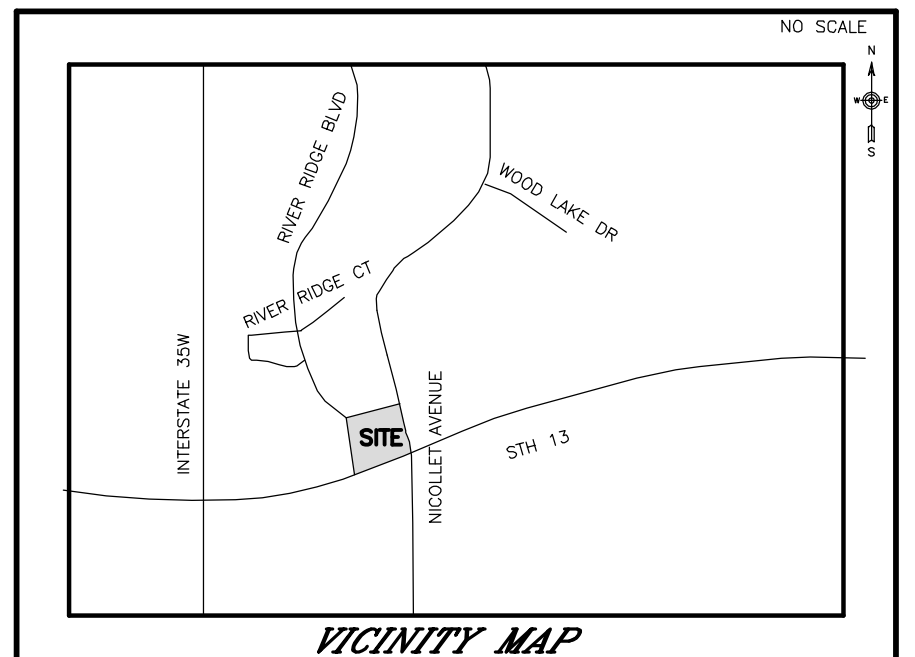 NO SCALE
N
W E
S
RIVER RIDGE BLVD
WOOD LAKE DR
RIVER RIDGE CT
INTERSTATE 35W
NICOLLET AVENUE
SITE
STH 13
VICINITY MAP